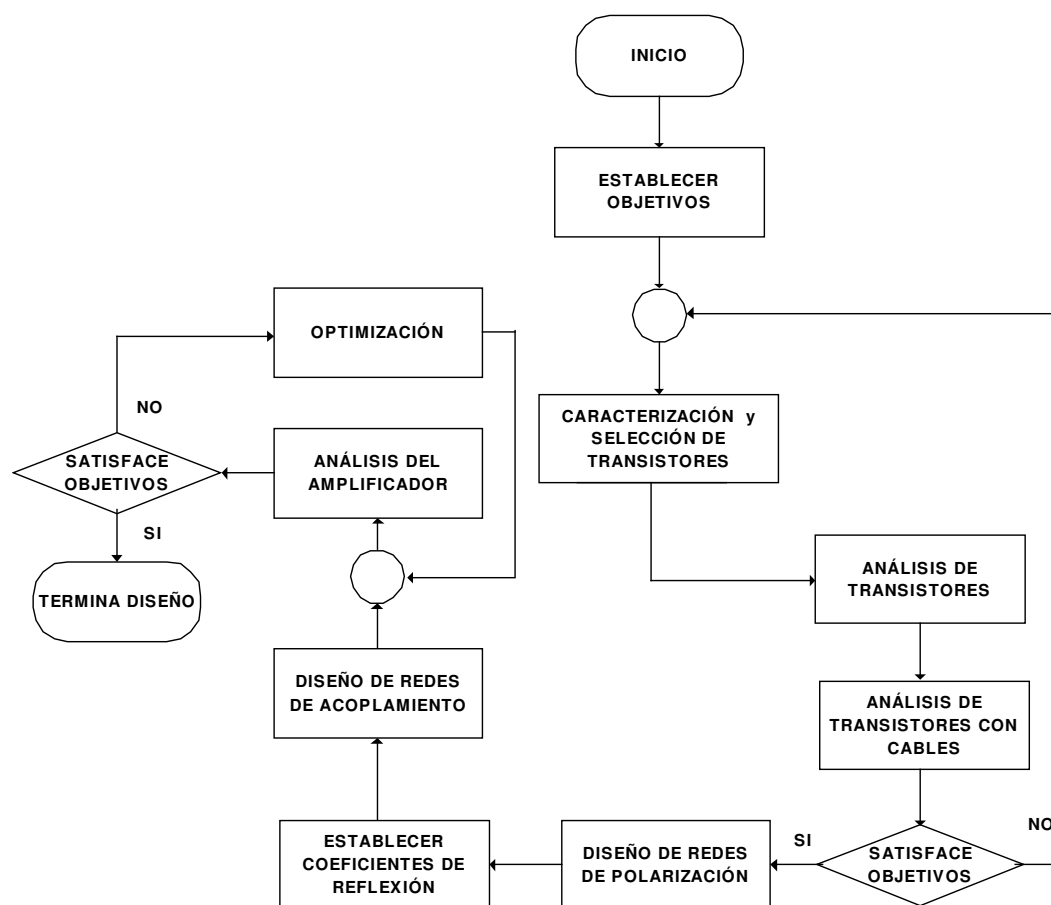 INICIO
ESTABLECER
OBJETIVOS
OPTIMIZACIÓN
NO
CARACTERIZACIÓN y
SELECCIÓN DE
TRANSISTORES
SATISFACE
OBJETIVOS
ANÁLISIS DEL
AMPLIFICADOR
SI
TERMINA DISEÑO
ANÁLISIS DE
TRANSISTORES
DISEÑO DE REDES
DE ACOPLAMIENTO
ANÁLISIS DE
TRANSISTORES CON
CABLES
ESTABLECER
COEFICIENTES DE
REFLEXIÓN
DISEÑO DE REDES
DE POLARIZACIÓN
SI
SATISFACE
OBJETIVOS
NO